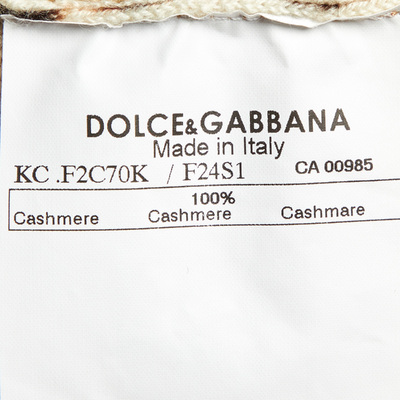 DOLCE&GABBANA
Made in Italy
KC .F2C70K / F24S1 CA 00985
100%
Cashmere Cashmere Cashmare